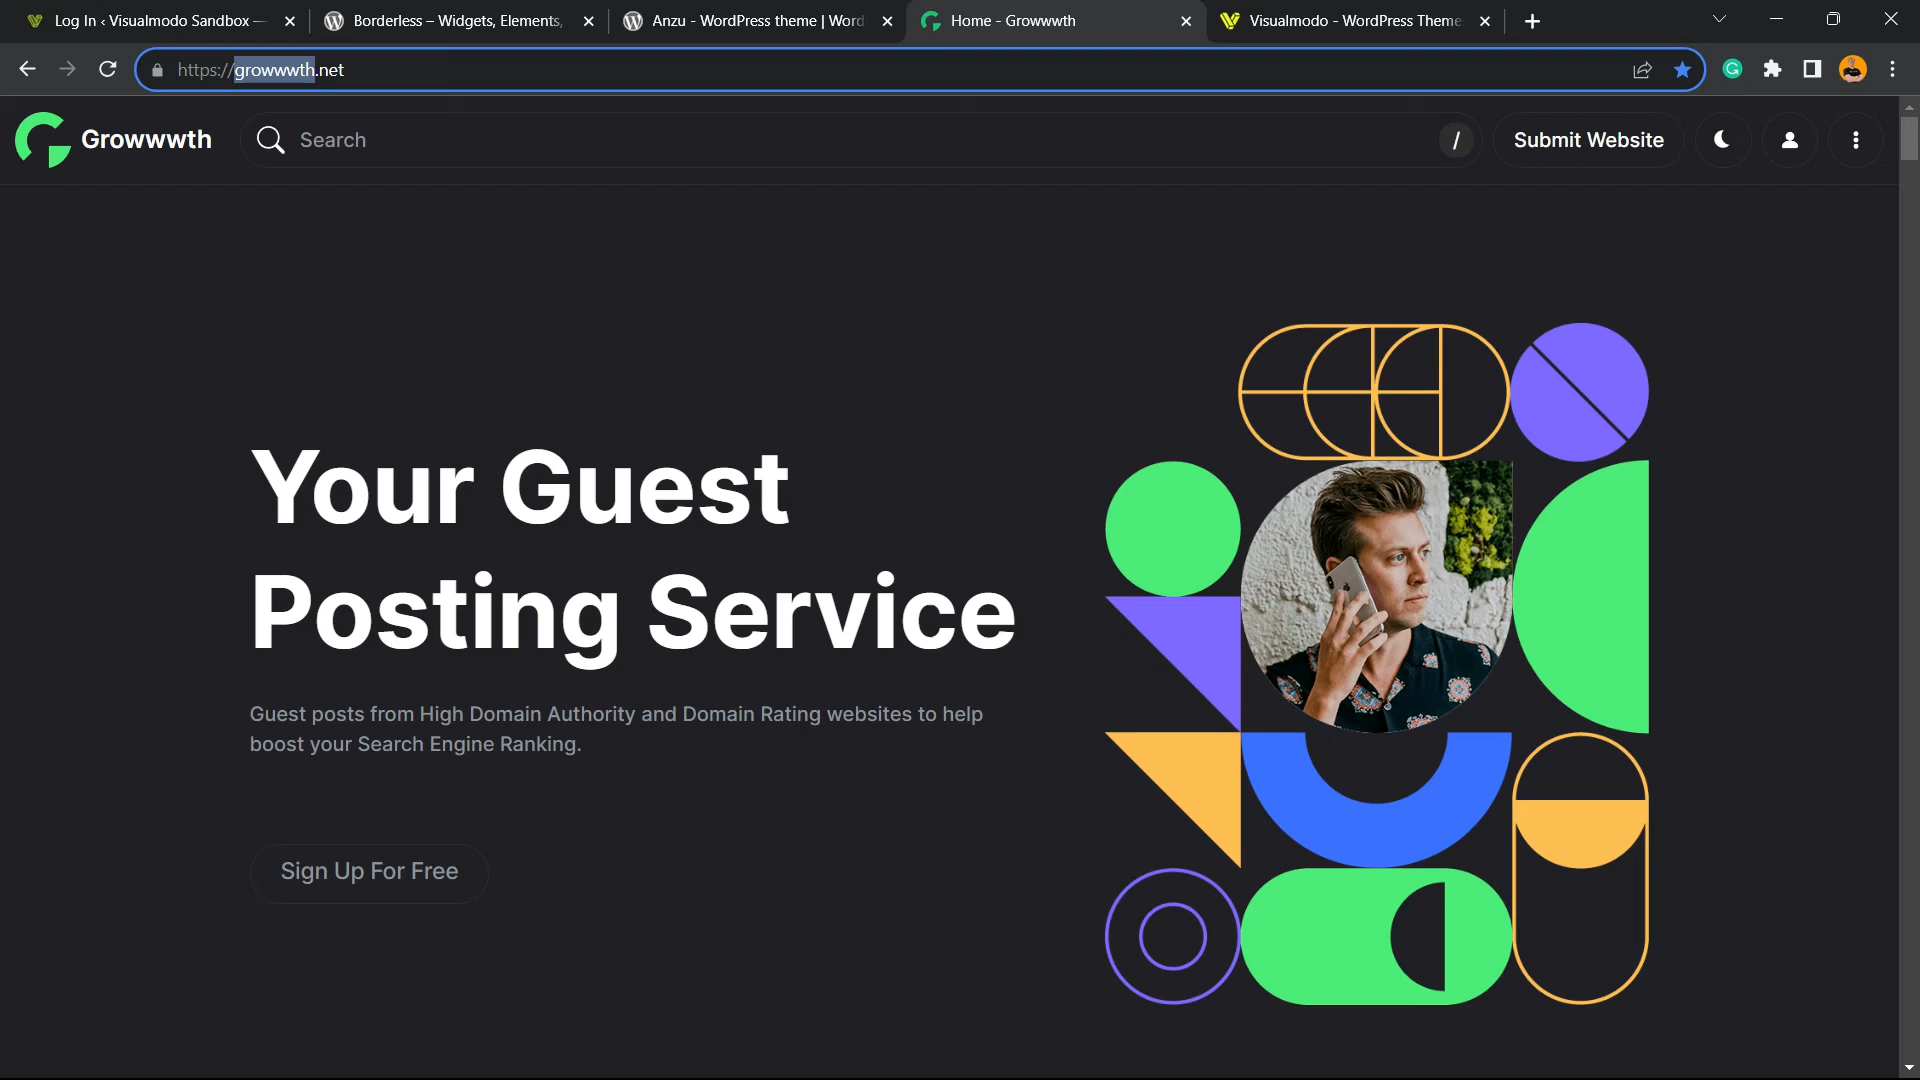 Log In ‹ Visualmodo Sandbox —
Borderless – Widgets, Elements,
Anzu - WordPress theme | Word
Home - Growwwth
Visualmodo - WordPress Theme
https://growwwth.net
Growwwth
Search
/
Submit Website
Your Guest
Posting Service
Guest posts from High Domain Authority and Domain Rating websites to help
boost your Search Engine Ranking.
Sign Up For Free